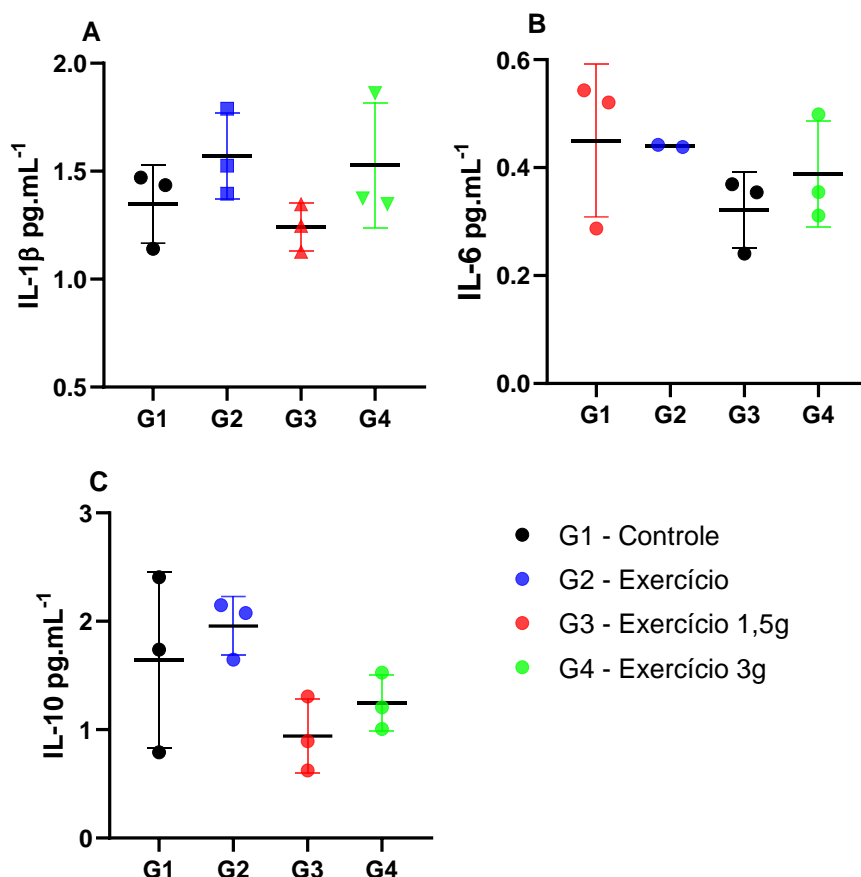 A
IL-1β pg.mL⁻¹
2.0
1.5
1.0
0.5
G1 G2 G3 G4
B
IL-6 pg.mL⁻¹
0.6
0.4
0.2
0.0
G1 G2 G3 G4
C
IL-10 pg.mL⁻¹
3
2
1
0
G1 G2 G3 G4
G1 - Controle
G2 - Exercício
G3 - Exercício 1,5g
G4 - Exercício 3g